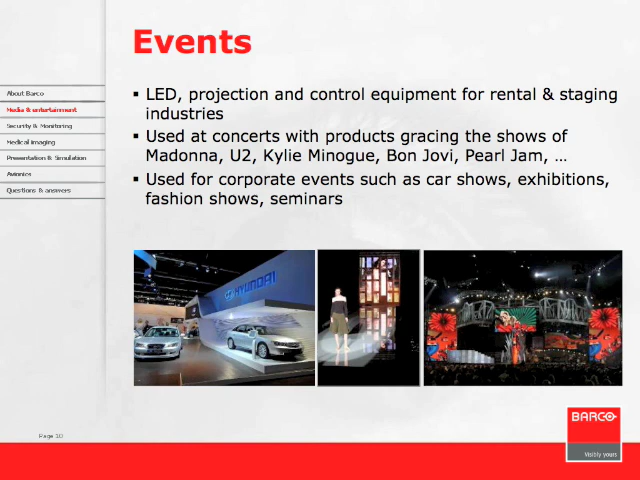 Events
About Barco
Media & entertainment
Security & Monitoring
Medical imaging
Presentation & Simulation
Avionics
Questions & answers
▪ LED, projection and control equipment for rental & staging
industries
▪ Used at concerts with products gracing the shows of
Madonna, U2, Kylie Minogue, Bon Jovi, Pearl Jam, …
▪ Used for corporate events such as car shows, exhibitions,
fashion shows, seminars
HYUNDAI
BARCO
Visibly yours
Page 10